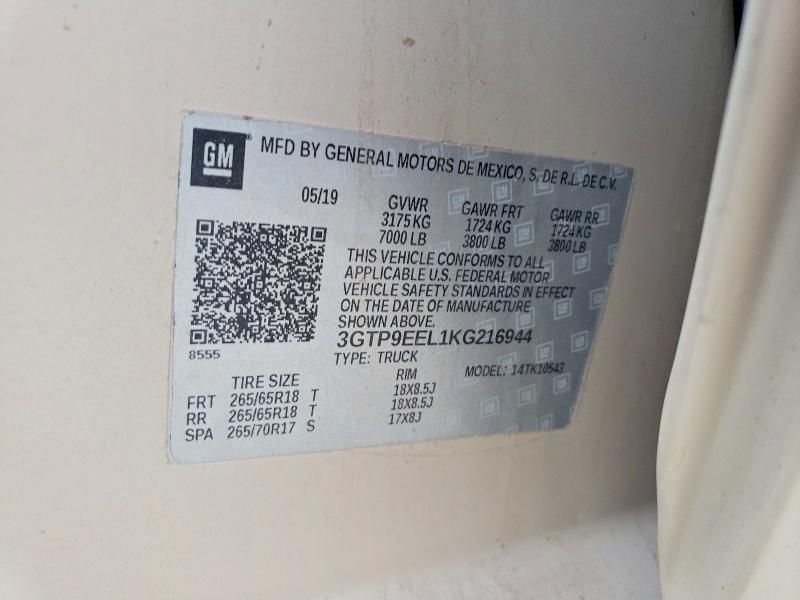 GM
MFD BY GENERAL MOTORS DE MEXICO, S. DE R.L. DE C.V.
05/19 GVWR GAWR FRT GAWR RR
3175 KG 1724 KG 1724 KG
7000 LB 3800 LB 3800 LB
THIS VEHICLE CONFORMS TO ALL
APPLICABLE U.S. FEDERAL MOTOR
VEHICLE SAFETY STANDARDS IN EFFECT
ON THE DATE OF MANUFACTURE
SHOWN ABOVE.
8555
3GTP9EEL1KG216944
TYPE: TRUCK MODEL: 14TK10543
TIRE SIZE RIM
FRT 265/65R18 T 18X8.5J
RR 265/65R18 T 18X8.5J
SPA 265/70R17 S 17X8J